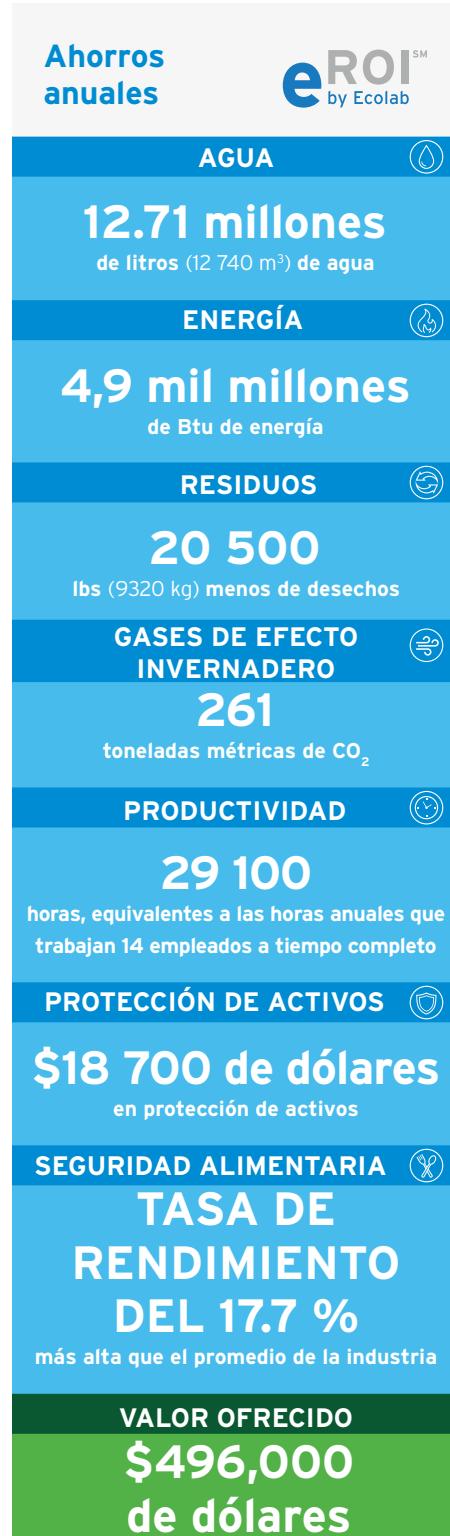 Ahorros
anuales
eROI℠
by Ecolab
AGUA
12.71 millones
de litros (12 740 m³) de agua
ENERGÍA
4,9 mil millones
de Btu de energía
RESIDUOS
20 500
lbs (9320 kg) menos de desechos
GASES DE EFECTO
INVERNADERO
261
toneladas métricas de CO₂
PRODUCTIVIDAD
29 100
horas, equivalentes a las horas anuales que
trabajan 14 empleados a tiempo completo
PROTECCIÓN DE ACTIVOS
$18 700 de dólares
en protección de activos
SEGURIDAD ALIMENTARIA
TASA DE
RENDIMIENTO
DEL 17.7 %
más alta que el promedio de la industria
VALOR OFRECIDO
$496,000
de dólares